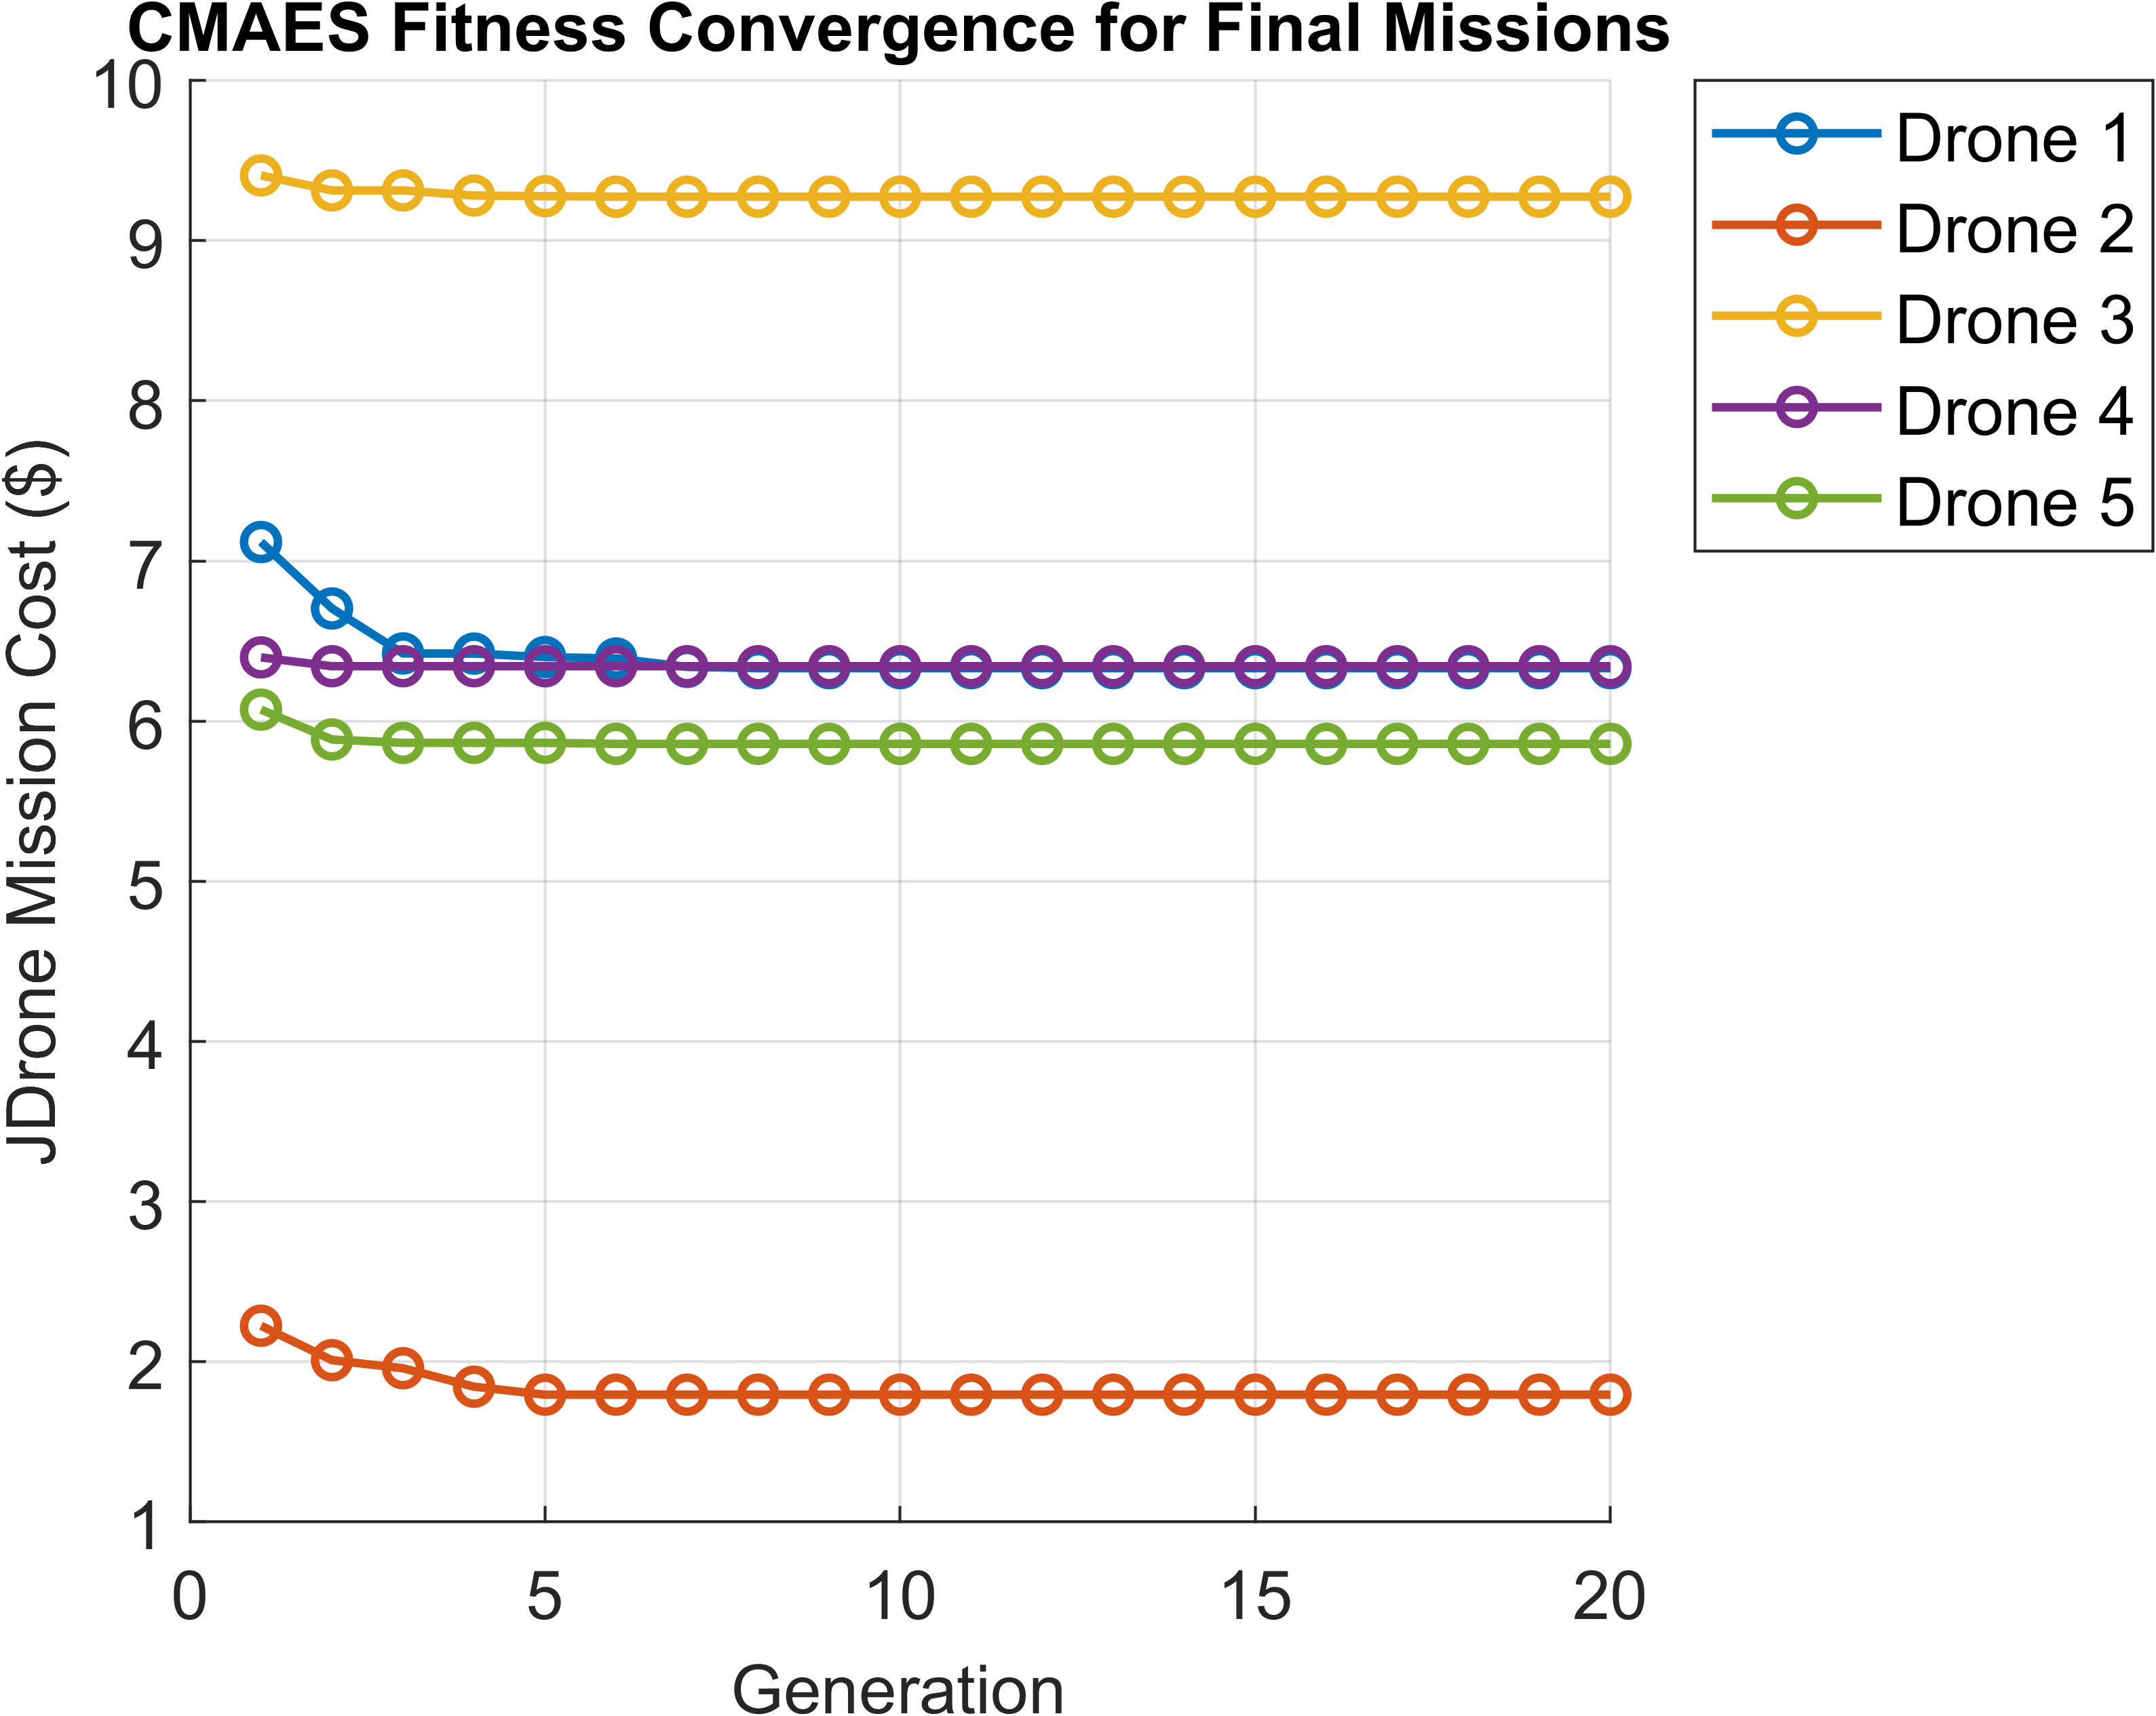 CMAES Fitness Convergence for Final Missions
10
9
8
7
6
5
4
3
2
1
JDrone Mission Cost ($)
0 5 10 15 20
Generation
Drone 1
Drone 2
Drone 3
Drone 4
Drone 5